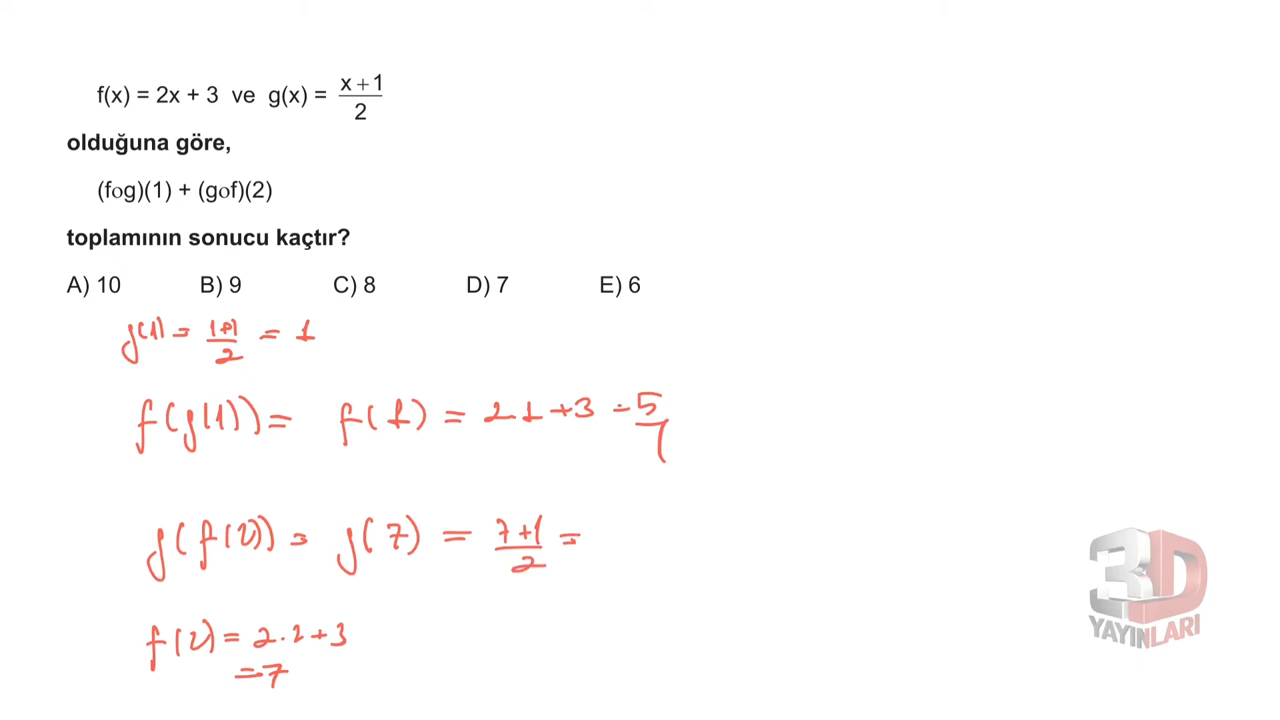 f(x) = 2x + 3 ve g(x) = x + 1 / 2
olduğuna göre,
(fog)(1) + (gof)(2)
toplamının sonucu kaçtır?
A) 10 B) 9 C) 8 D) 7 E) 6
g(1) = 1+1 / 2 = 1
f(g(1)) = f(1) = 2.1 + 3 = 5
g(f(2)) = g(7) = 7+1 / 2 =
f(2) = 2.2 + 3
= 7
3D
YAYINLARI